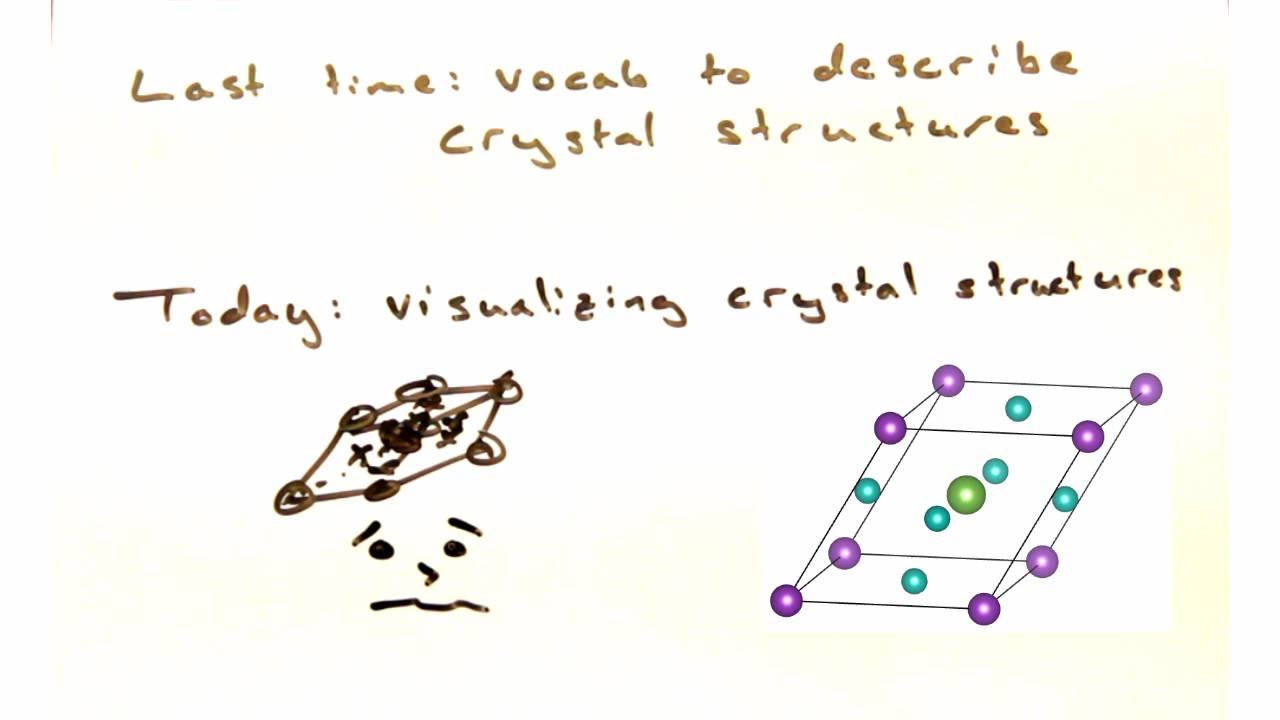 Last time: vocab to describe
crystal structures
Today: visualizing crystal structures